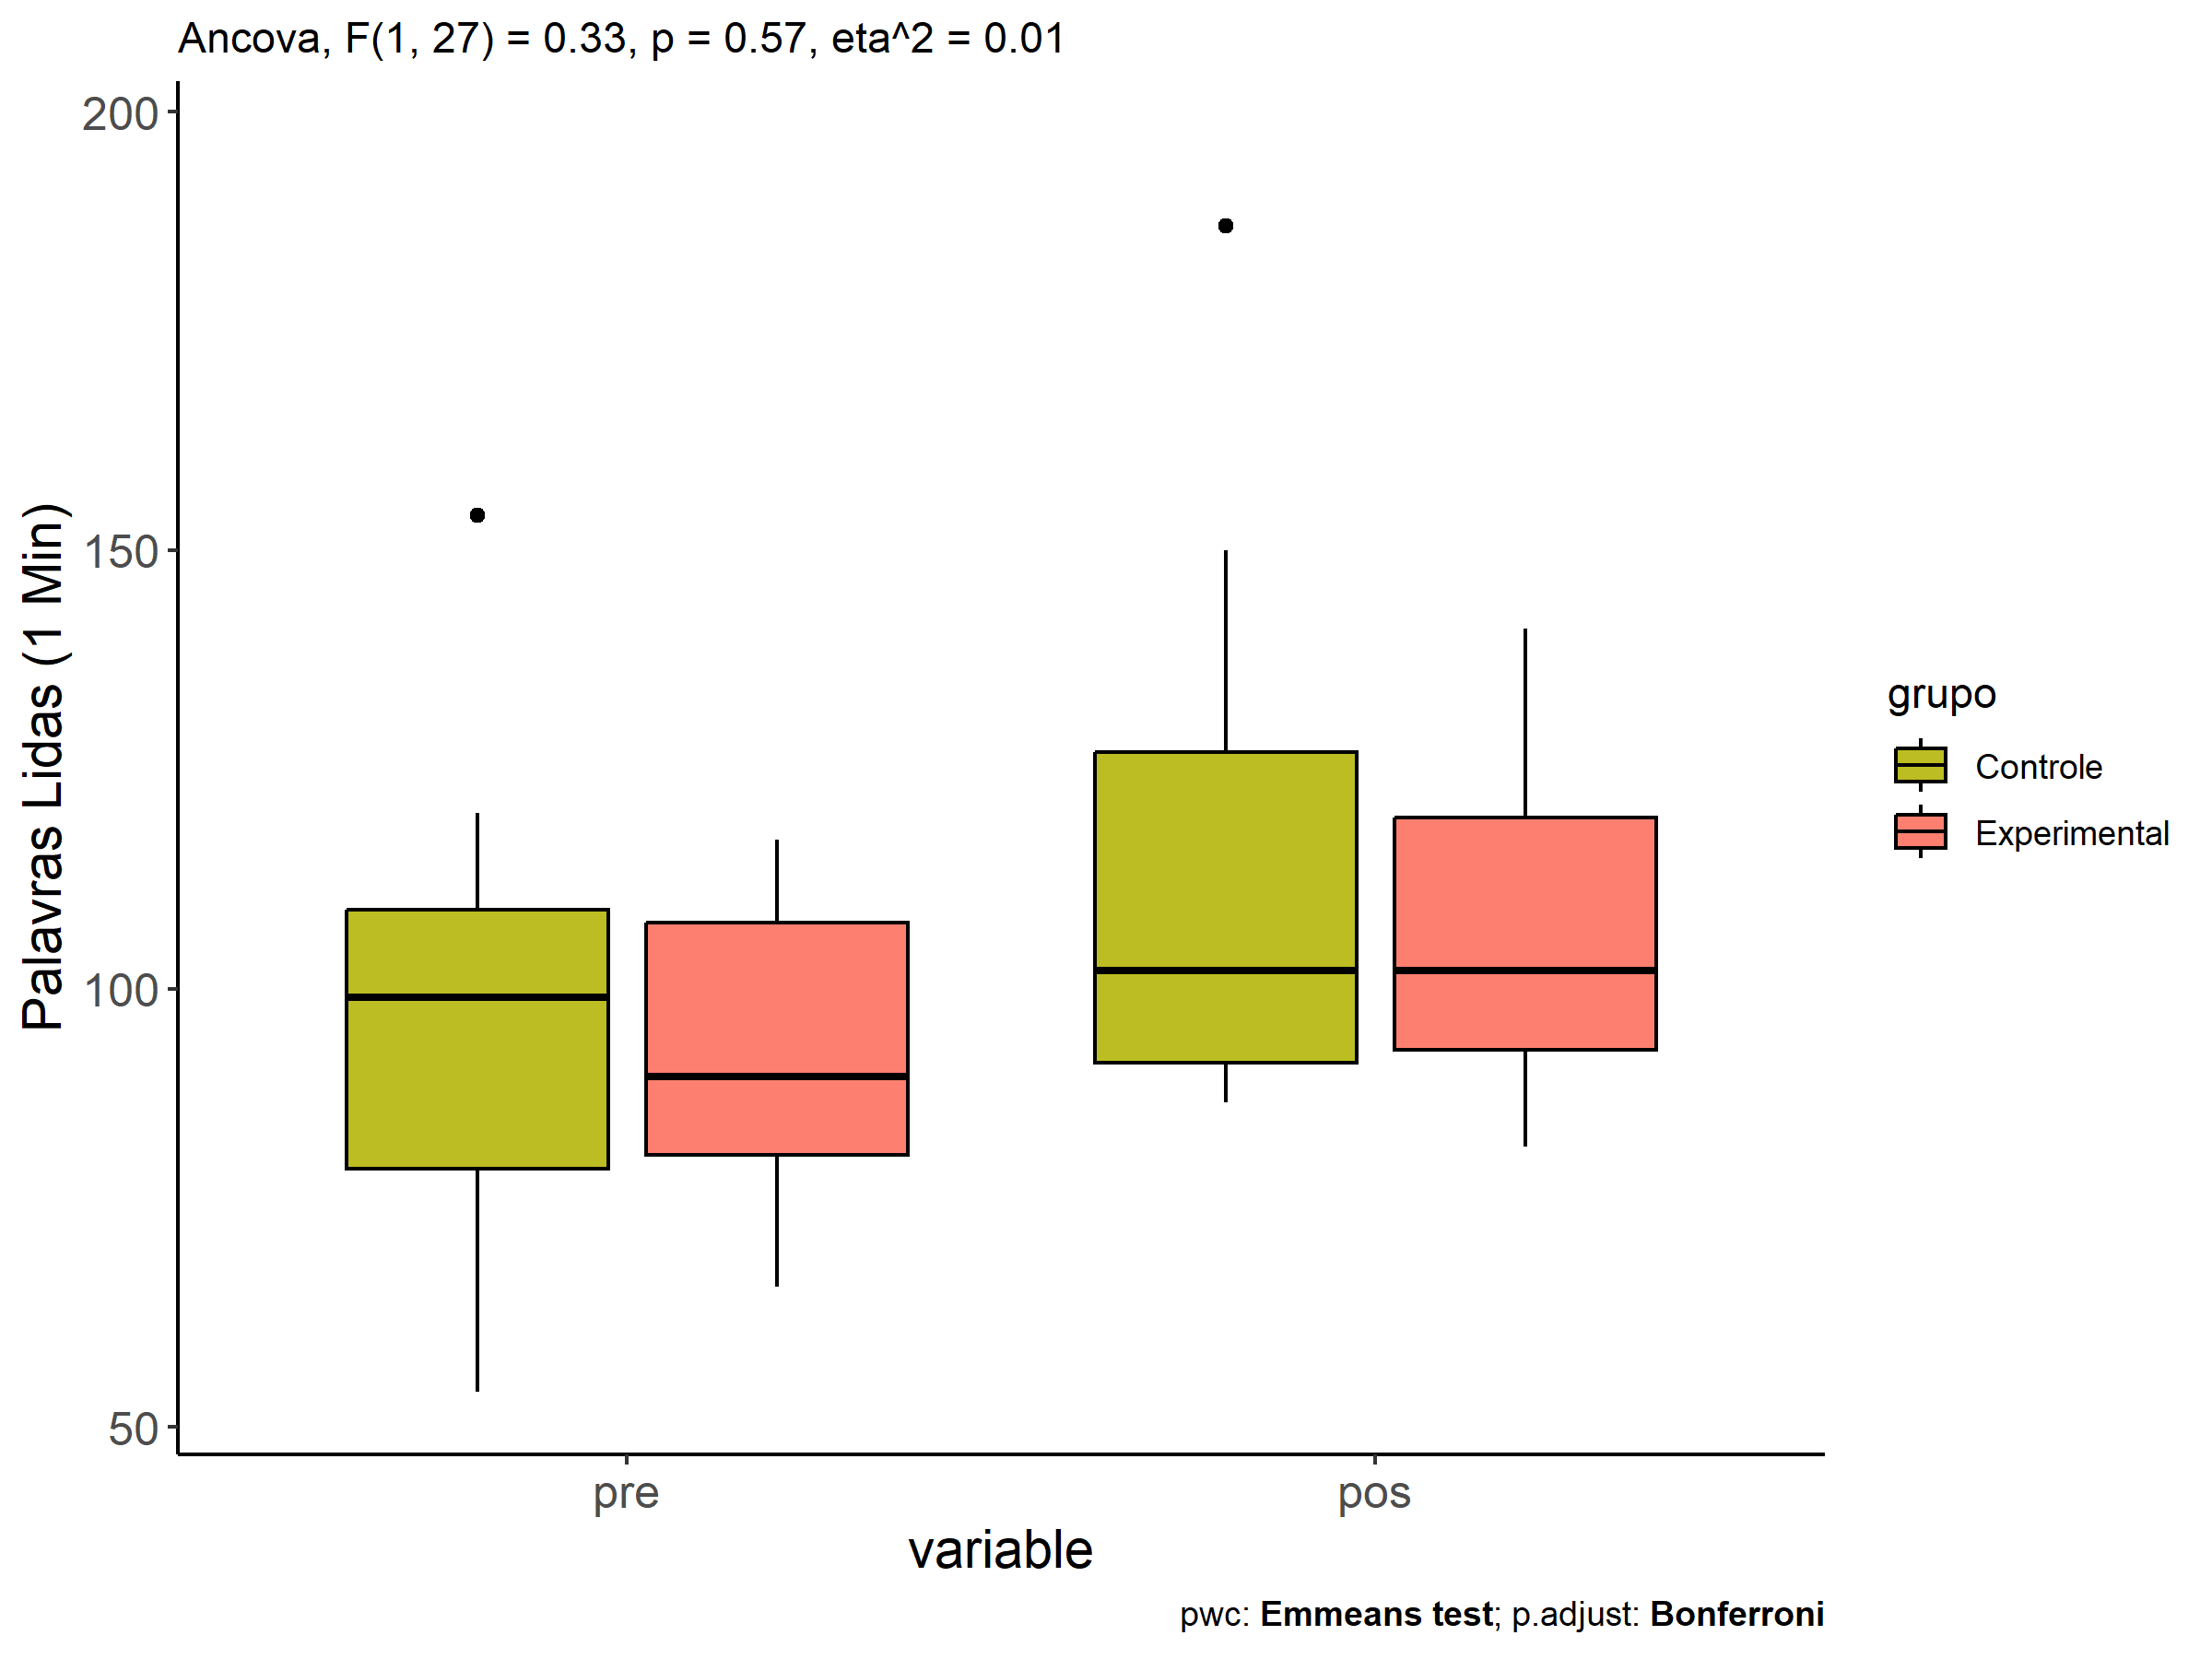 Ancova, F(1, 27) = 0.33, p = 0.57, eta^2 = 0.01
Palavras Lidas (1 Min)
200
150
100
50
pre
pos
variable
grupo
Controle
Experimental
pwc: Emmeans test; p.adjust: Bonferroni